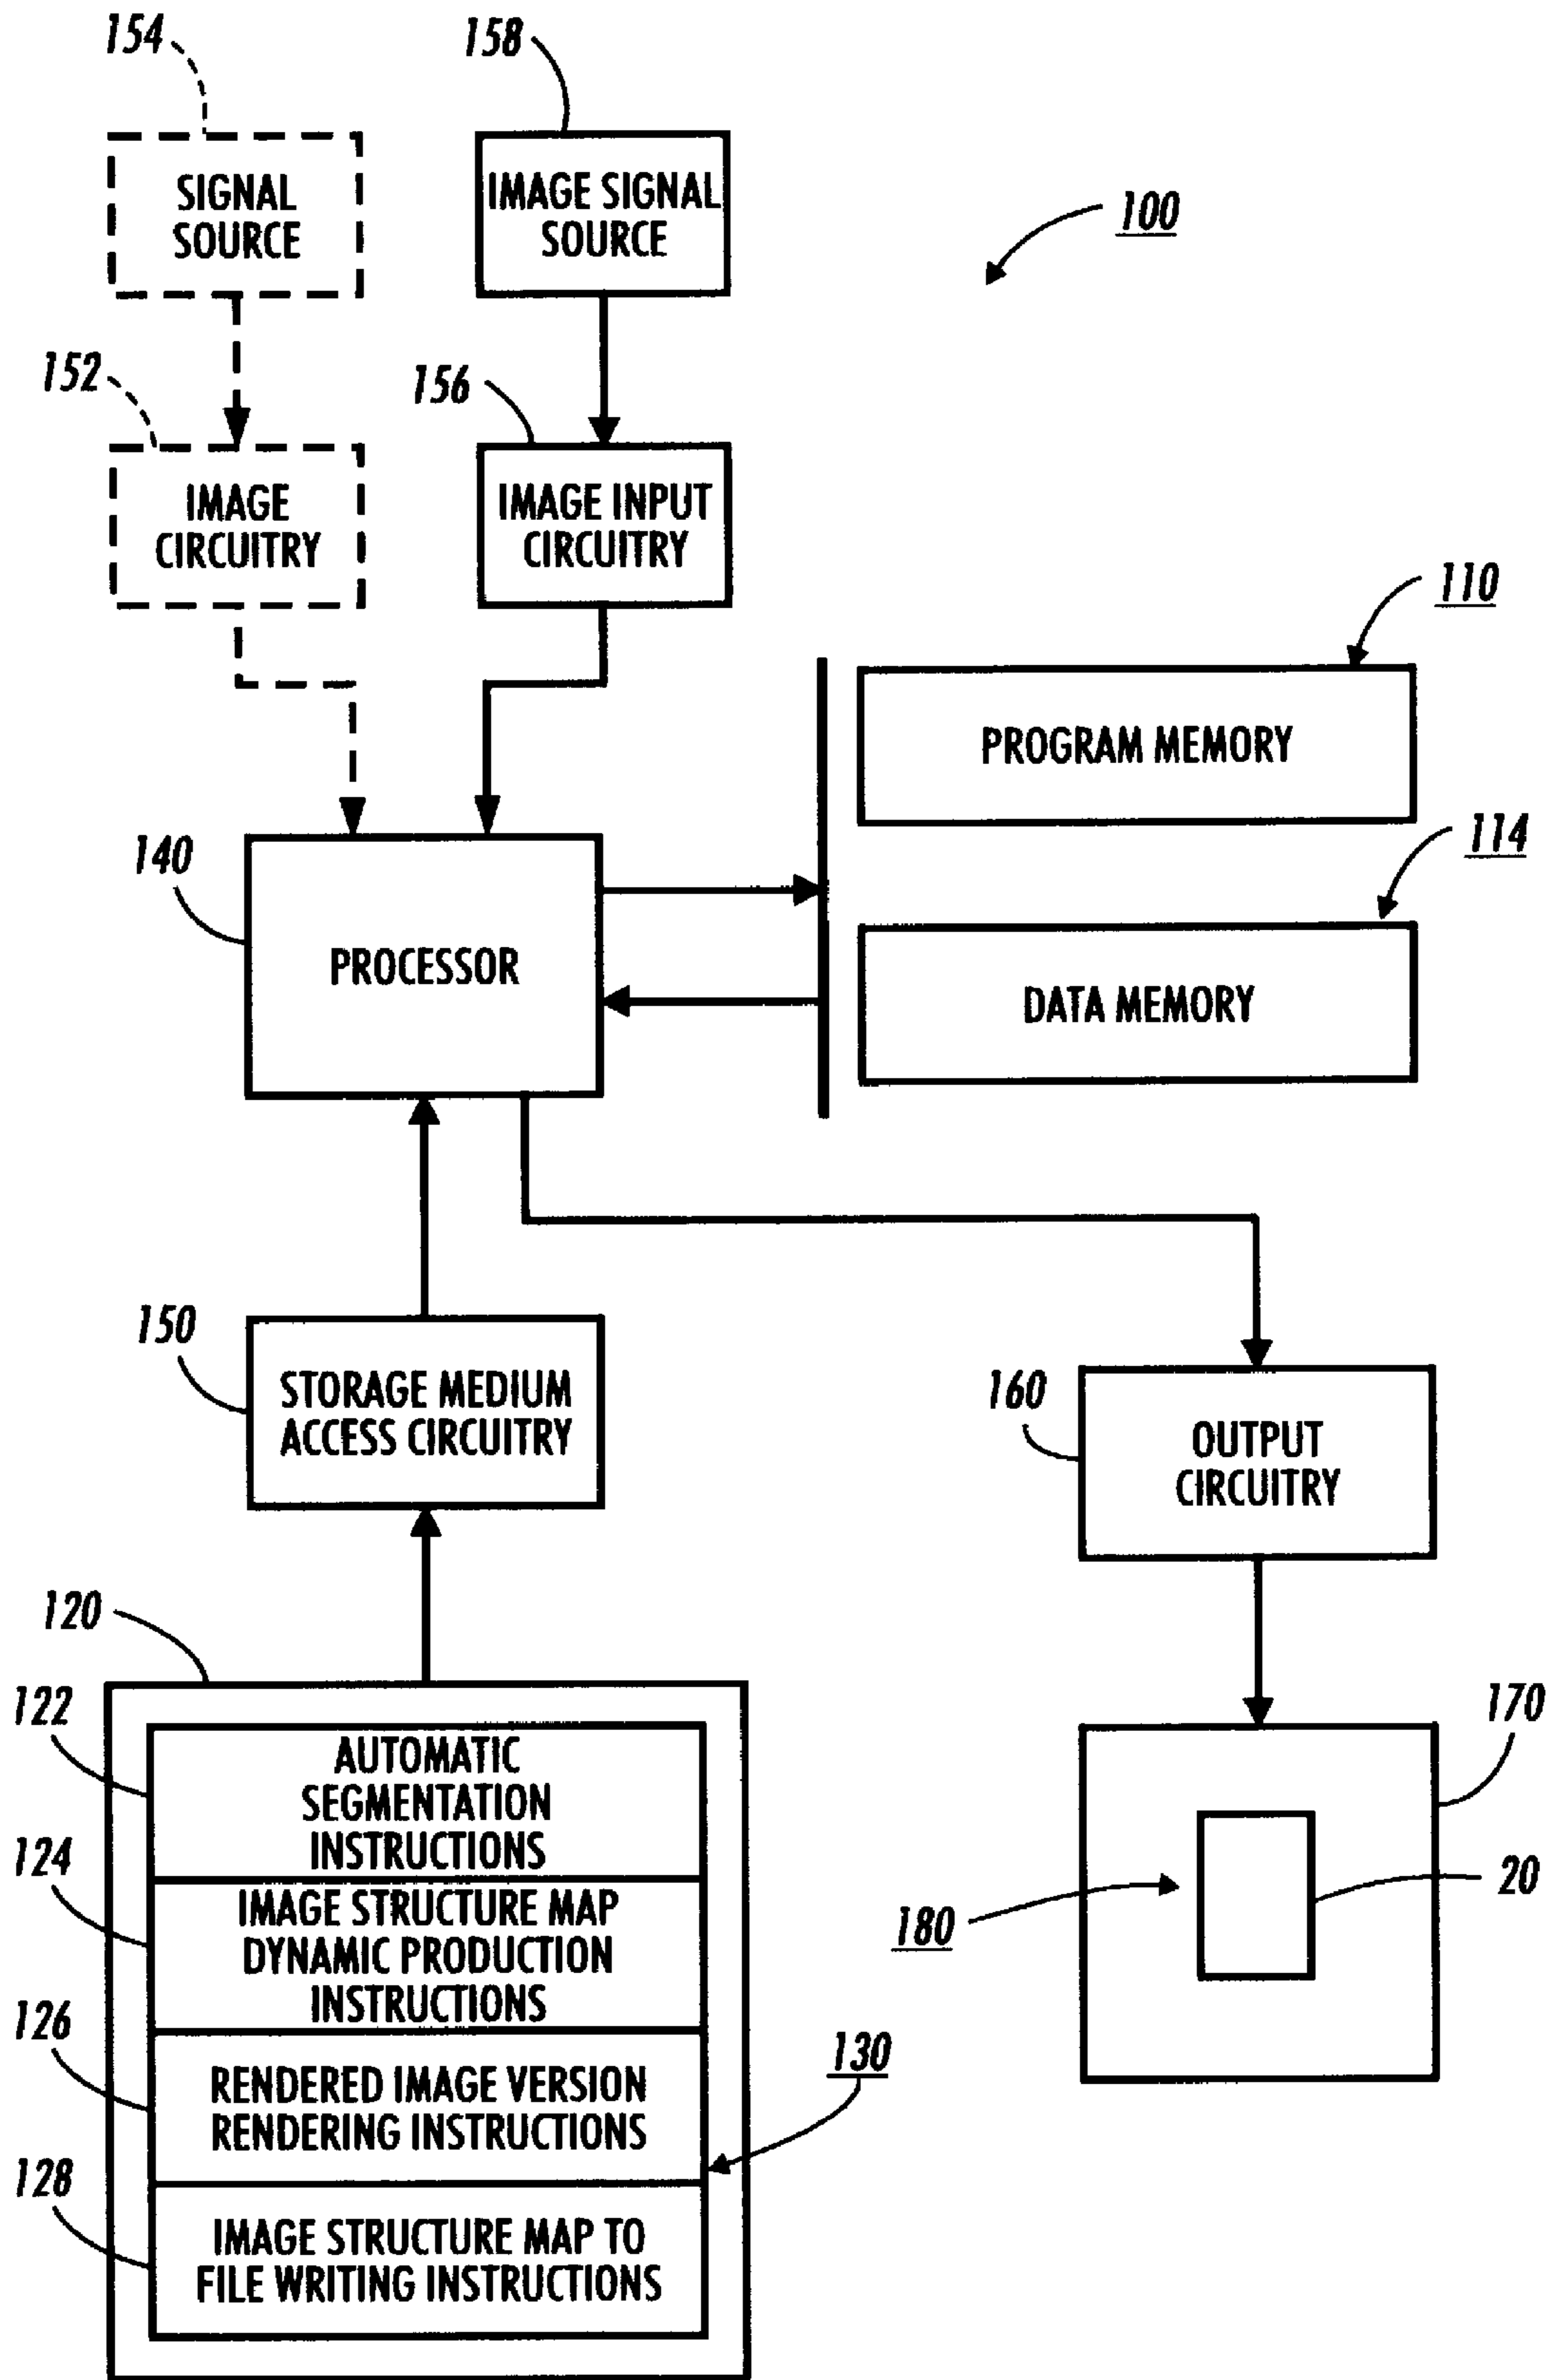 154
158
SIGNAL
SOURCE
IMAGE SIGNAL
SOURCE
100
152
156
IMAGE
CIRCUITRY
IMAGE INPUT
CIRCUITRY
110
PROGRAM MEMORY
140
114
PROCESSOR
DATA MEMORY
150
STORAGE MEDIUM
ACCESS CIRCUITRY
160
OUTPUT
CIRCUITRY
120
122
170
AUTOMATIC
SEGMENTATION
INSTRUCTIONS
124
20
180
IMAGE STRUCTURE MAP
DYNAMIC PRODUCTION
INSTRUCTIONS
126
130
RENDERED IMAGE VERSION
RENDERING INSTRUCTIONS
128
IMAGE STRUCTURE MAP TO
FILE WRITING INSTRUCTIONS